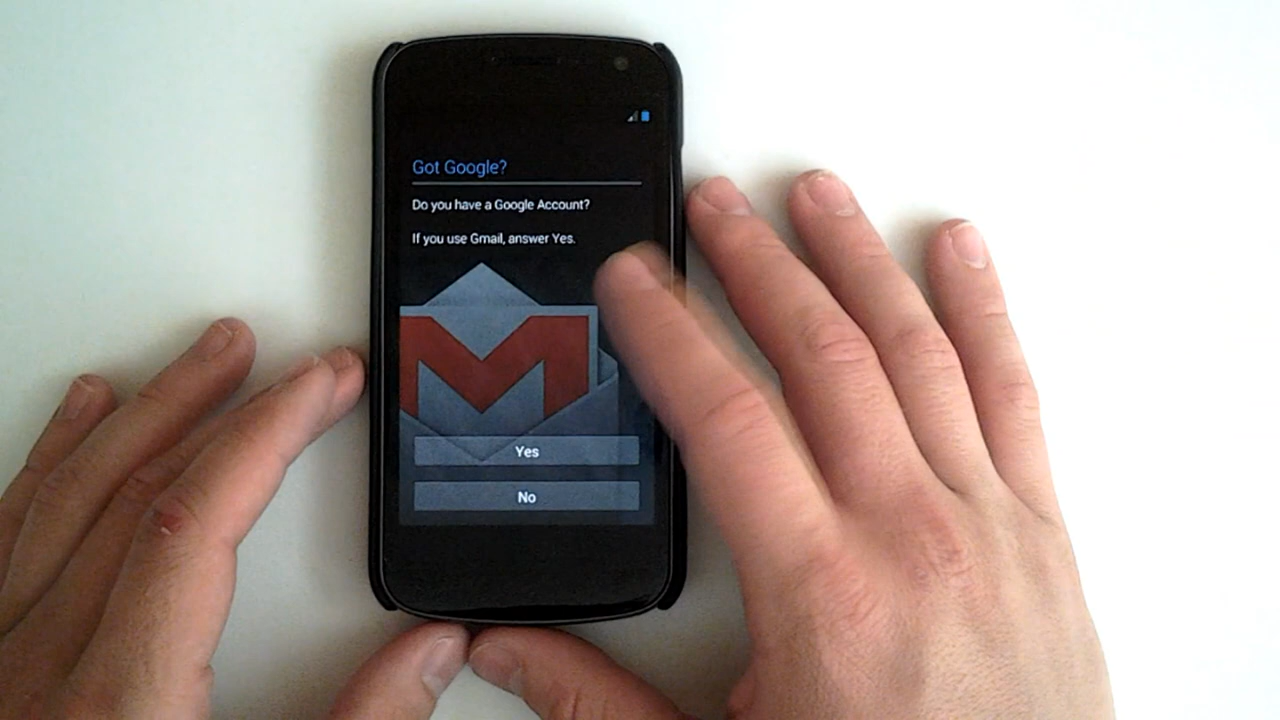 Got Google?
Do you have a Google Account?
If you use Gmail, answer Yes.
Yes
No